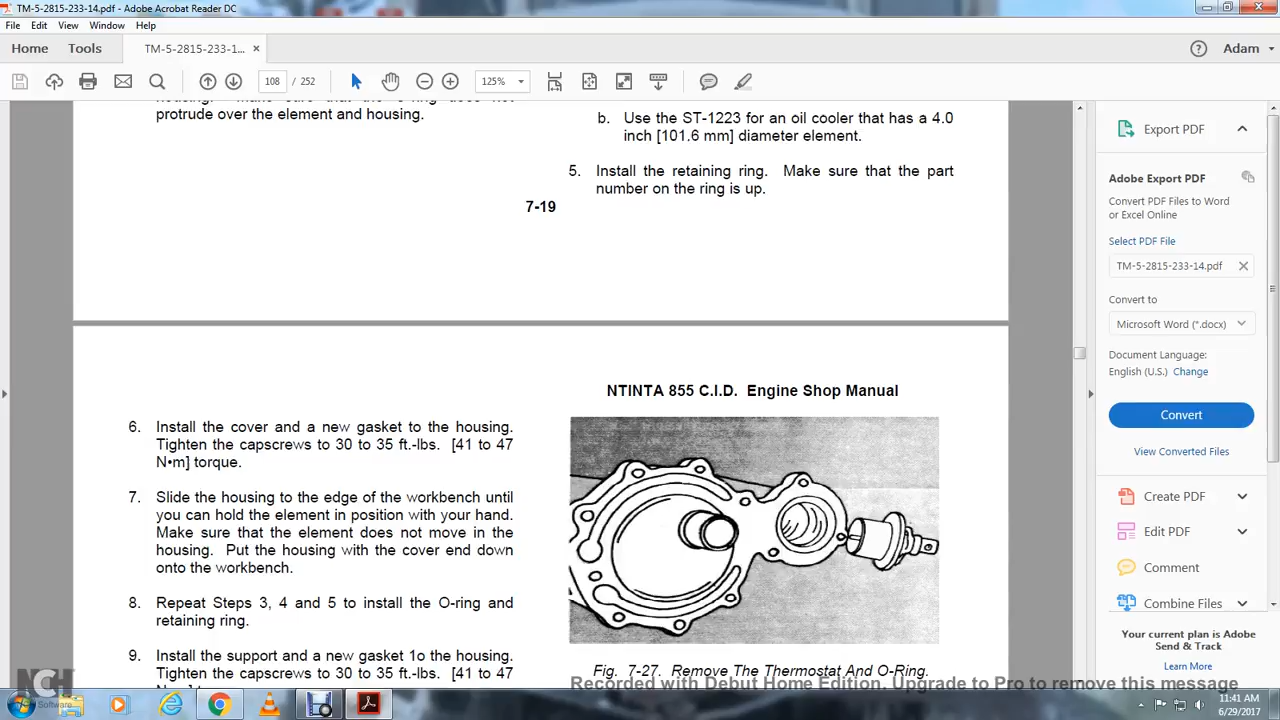 TM-5-2815-233-14.pdf - Adobe Acrobat Reader DC
File Edit View Window Help
Home Tools TM-5-2815-233-1... × Adam
108 / 252 125%
housing. Make sure that the o-ring does not
protrude over the element and housing.
b. Use the ST-1223 for an oil cooler that has a 4.0
inch [101.6 mm] diameter element.
5. Install the retaining ring. Make sure that the part
number on the ring is up.
7-19
NTINTA 855 C.I.D. Engine Shop Manual
6. Install the cover and a new gasket to the housing.
Tighten the capscrews to 30 to 35 ft.-lbs. [41 to 47
N•m] torque.
7. Slide the housing to the edge of the workbench until
you can hold the element in position with your hand.
Make sure that the element does not move in the
housing. Put the housing with the cover end down
onto the workbench.
8. Repeat Steps 3, 4 and 5 to install the O-ring and
retaining ring.
9. Install the support and a new gasket 1o the housing.
Tighten the capscrews to 30 to 35 ft.-lbs. [41 to 47
Fig. 7-27. Remove The Thermostat And O-Ring.
Export PDF
Adobe Export PDF
Convert PDF Files to Word
or Excel Online
Select PDF File
TM-5-2815-233-14.pdf
Convert to
Microsoft Word (*.docx)
Document Language:
English (U.S.) Change
Convert
View Converted Files
Create PDF
Edit PDF
Comment
Combine Files
Your current plan is Adobe
Send & Track
Learn More
Recorded with Debut Home Edition. Upgrade to Pro to remove this message
NCH
Software
11:41 AM
6/29/2017